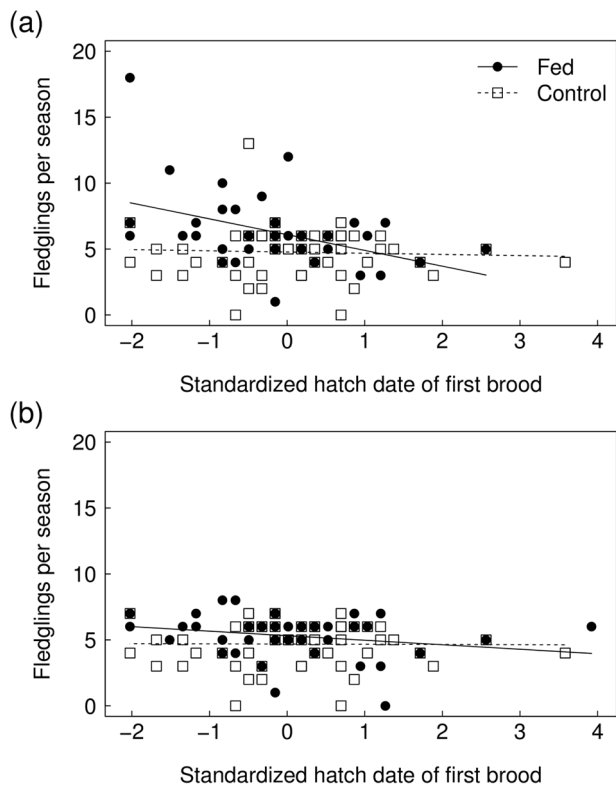 (a)
20
15
10
5
0
Fledglings per season
Fed
Control
−2 −1 0 1 2 3 4
Standardized hatch date of first brood
(b)
20
15
10
5
0
Fledglings per season
−2 −1 0 1 2 3 4
Standardized hatch date of first brood